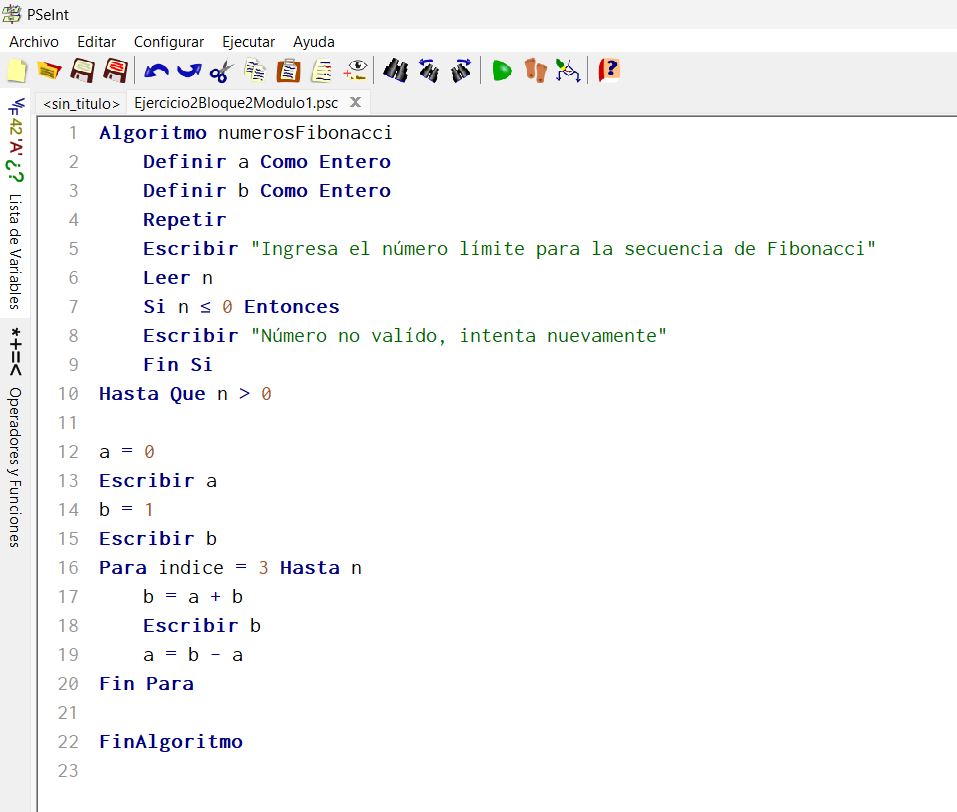 PSeInt
Archivo Editar Configurar Ejecutar Ayuda
<sin_titulo> Ejercicio2Bloque2Modulo1.psc X
1 Algoritmo numerosFibonacci
2 Definir a Como Entero
3 Definir b Como Entero
4 Repetir
5 Escribir "Ingresa el número límite para la secuencia de Fibonacci"
6 Leer n
7 Si n ≤ 0 Entonces
8 Escribir "Número no valído, intenta nuevamente"
9 Fin Si
10 Hasta Que n > 0
11
12 a = 0
13 Escribir a
14 b = 1
15 Escribir b
16 Para indice = 3 Hasta n
17 b = a + b
18 Escribir b
19 a = b - a
20 Fin Para
21
22 FinAlgoritmo
23
VF42'A'¿? Lista de Variables
*+=< Operadores y Funciones